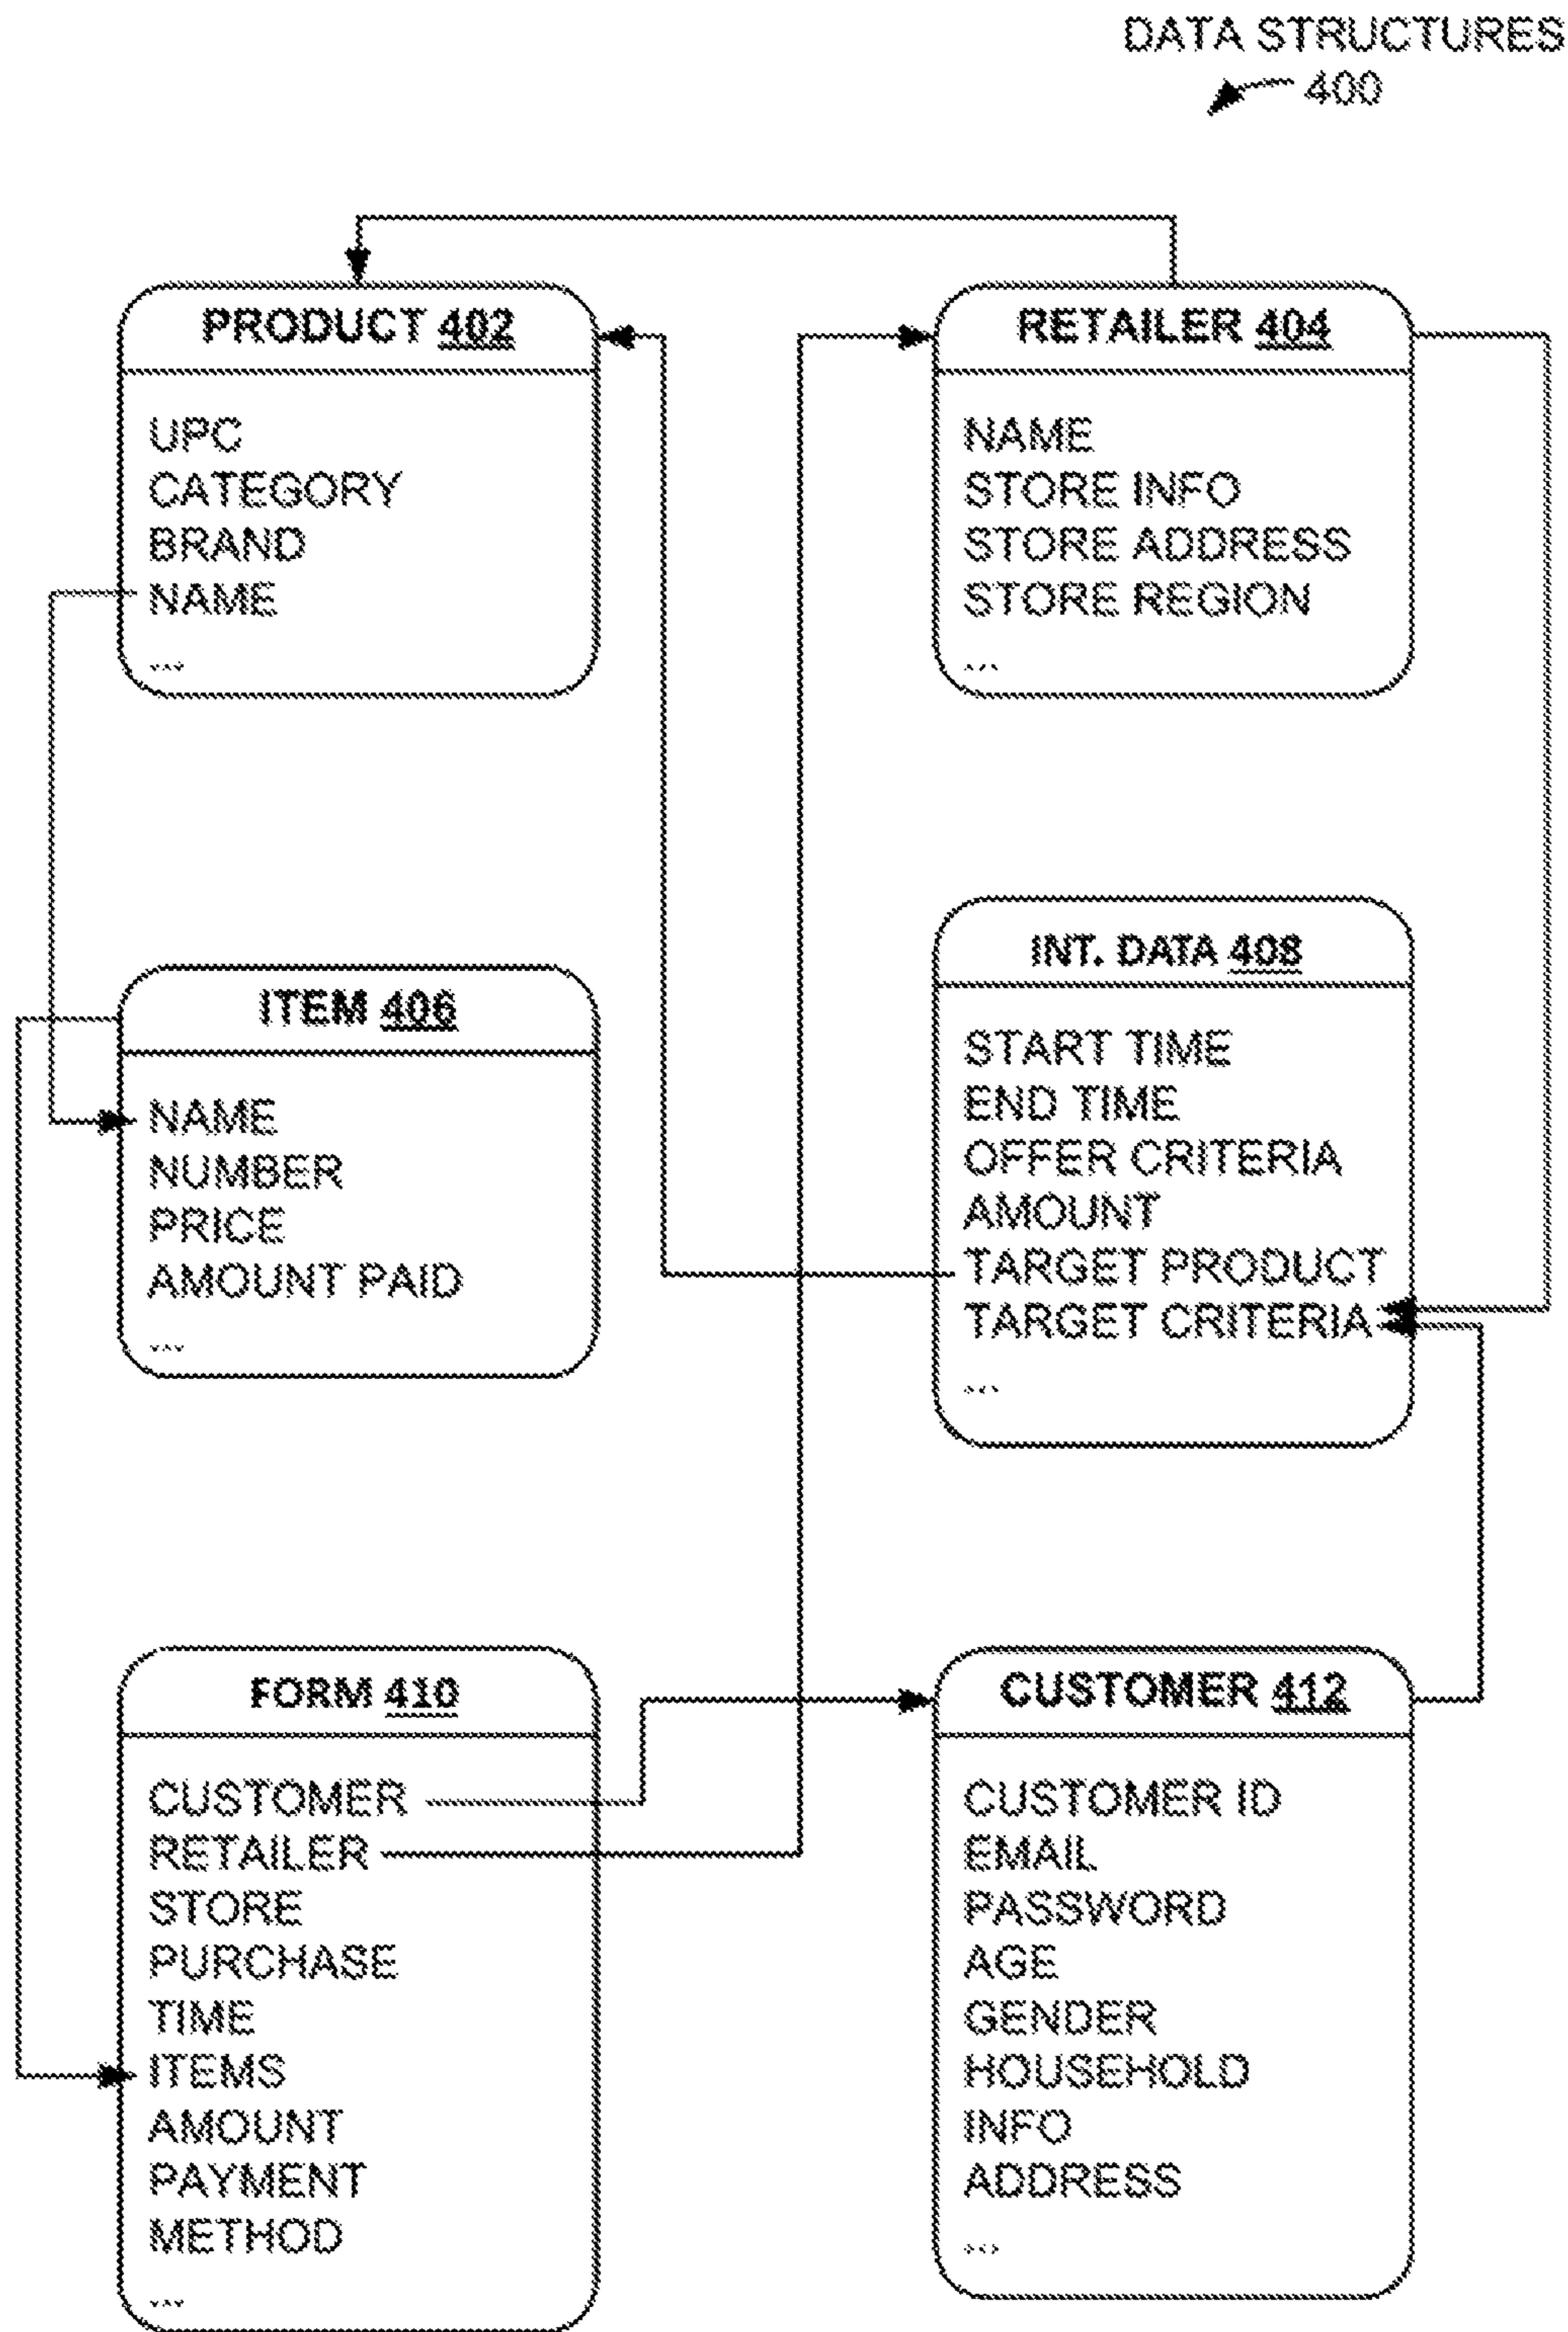 DATA STRUCTURES
400
PRODUCT 402
UPC
CATEGORY
BRAND
NAME
...
RETAILER 404
NAME
STORE INFO
STORE ADDRESS
STORE REGION
...
ITEM 406
NAME
NUMBER
PRICE
AMOUNT PAID
...
INT. DATA 408
START TIME
END TIME
OFFER CRITERIA
AMOUNT
TARGET PRODUCT
TARGET CRITERIA
...
FORM 410
CUSTOMER
RETAILER
STORE
PURCHASE
TIME
ITEMS
AMOUNT
PAYMENT
METHOD
...
CUSTOMER 412
CUSTOMER ID
EMAIL
PASSWORD
AGE
GENDER
HOUSEHOLD
INFO
ADDRESS
...